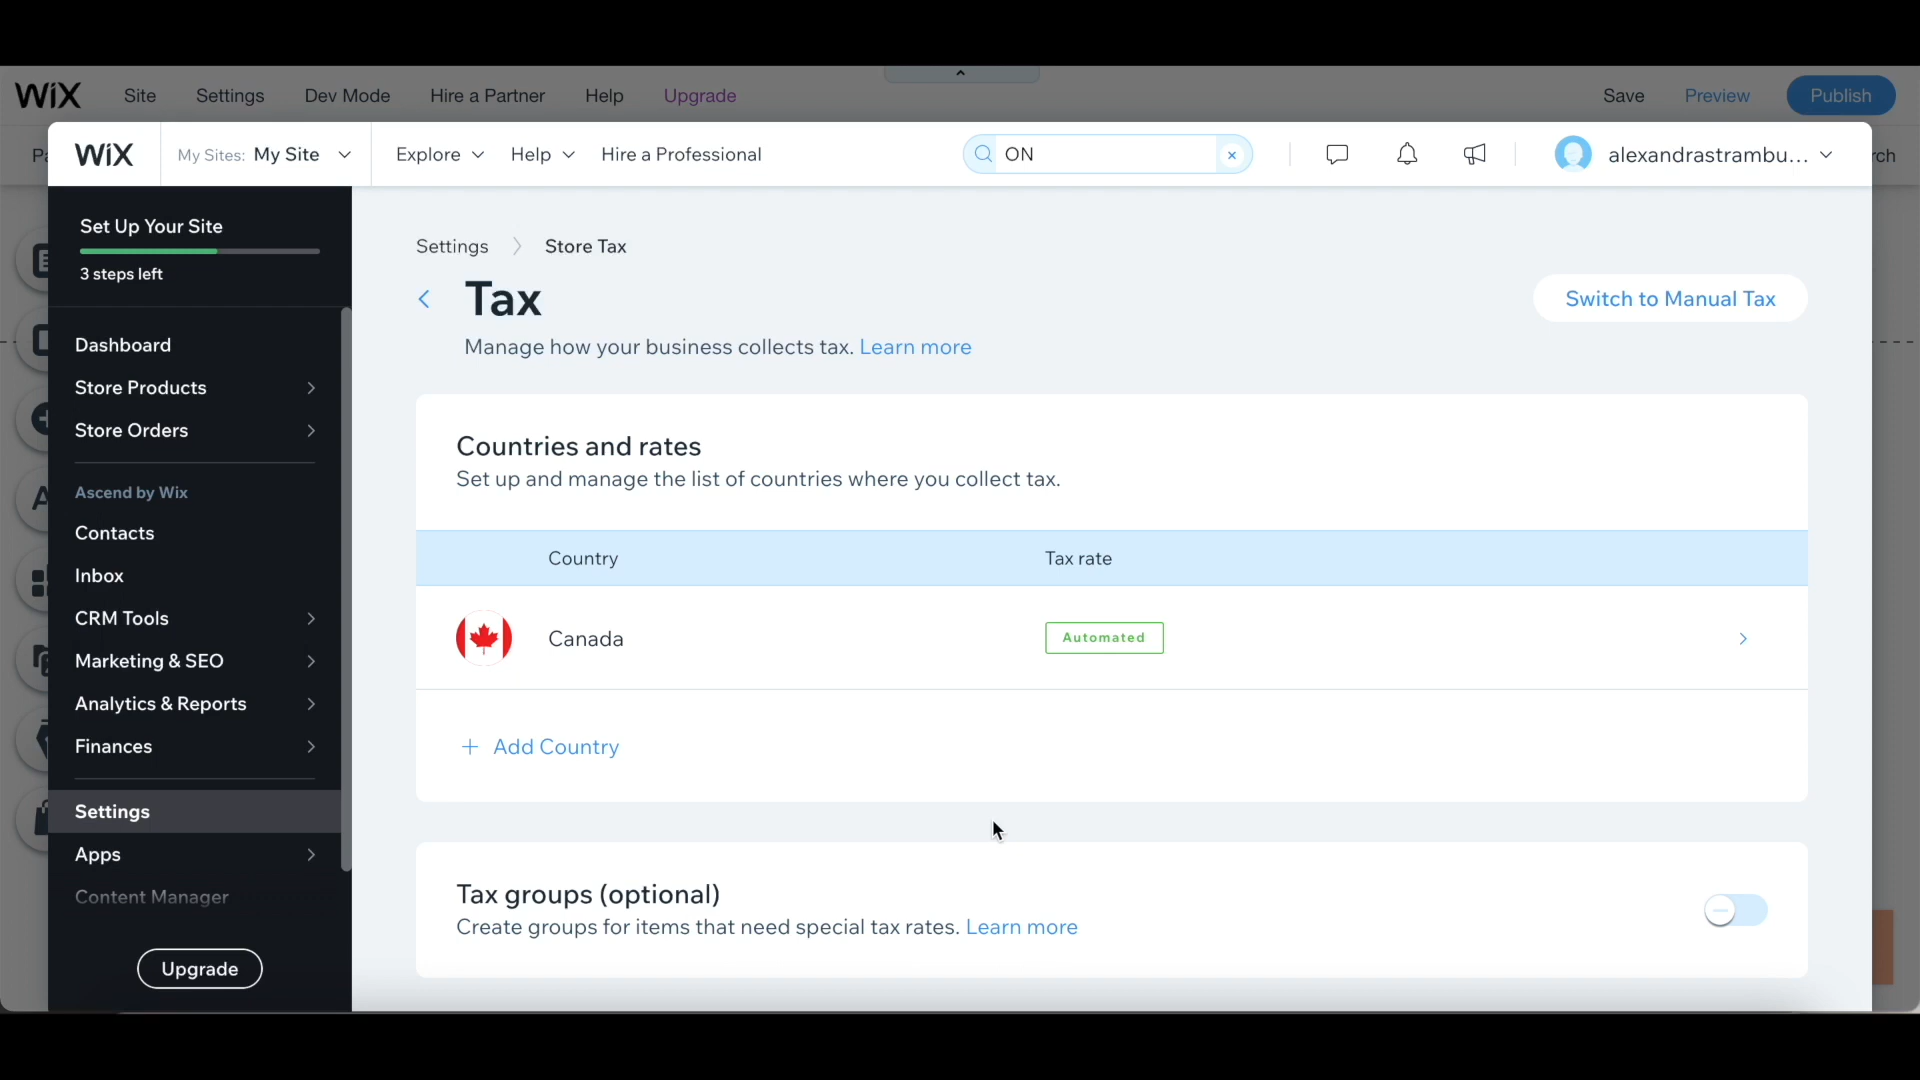 WiX Site Settings Dev Mode Hire a Partner Help Upgrade Save Preview Publish
WiX My Sites: My Site Explore Help Hire a Professional ON alexandrastrambu...
Set Up Your Site
3 steps left
Dashboard
Store Products
Store Orders
Ascend by Wix
Contacts
Inbox
CRM Tools
Marketing & SEO
Analytics & Reports
Finances
Settings
Apps
Content Manager
Upgrade
Settings Store Tax
Tax
Switch to Manual Tax
Manage how your business collects tax. Learn more
Countries and rates
Set up and manage the list of countries where you collect tax.
Country Tax rate
Canada Automated
+ Add Country
Tax groups (optional)
Create groups for items that need special tax rates. Learn more